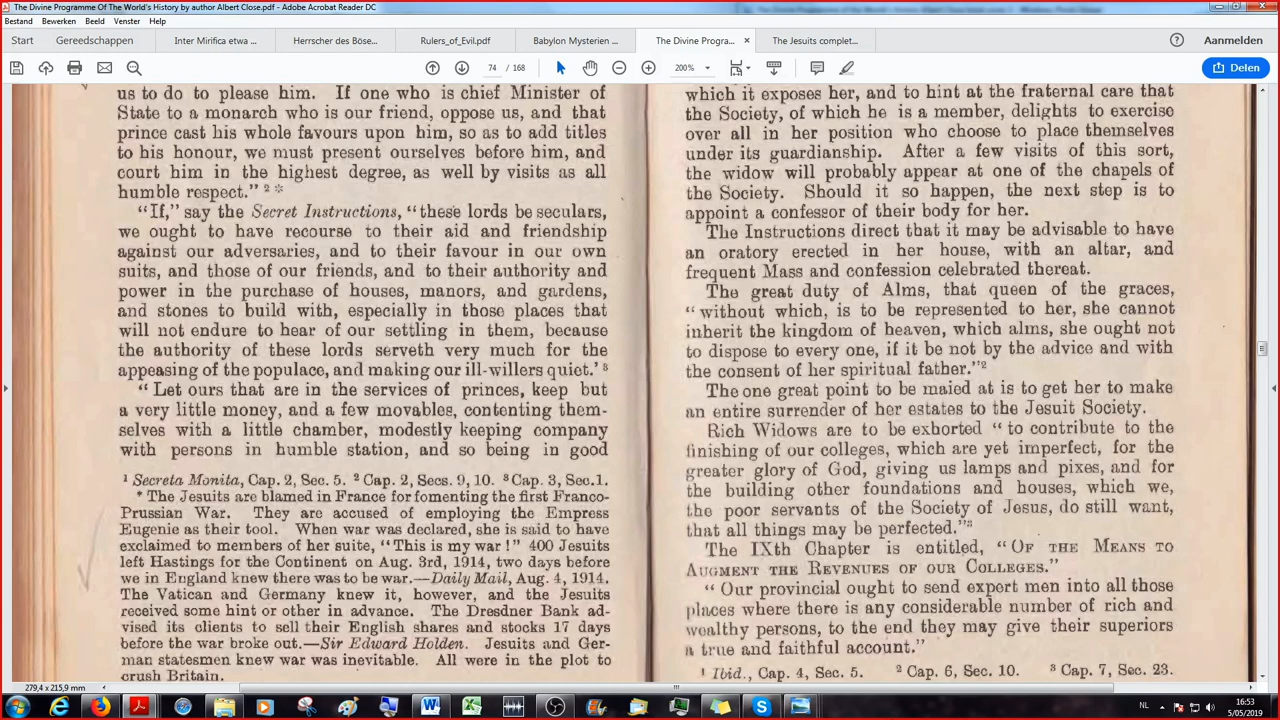 The Divine Programme Of The World's History by author Albert Close.pdf - Adobe Acrobat Reader DC
Bestand Bewerken Beeld Venster Help
Start Gereedschappen Inter Mirifica etwa ... Herrscher des Böse... Rulers_of_Evil.pdf Babylon Mysterien ... The Divine Progra... × The Jesuits complet... Anmelden
74 / 168 200% Delen
us to do to please him. If one who is chief Minister of
State to a monarch who is our friend, oppose us, and that
prince cast his whole favours upon him, so as to add titles
to his honour, we must present ourselves before him, and
court him in the highest degree, as well by visits as all
humble respect." ² *
"If," say the Secret Instructions, "these lords be seculars,
we ought to have recourse to their aid and friendship
against our adversaries, and to their favour in our own
suits, and those of our friends, and to their authority and
power in the purchase of houses, manors, and gardens,
and stones to build with, especially in those places that
will not endure to hear of our settling in them, because
the authority of these lords serveth very much for the
appeasing of the populace, and making our ill-willers quiet.' ³
" Let ours that are in the services of princes, keep but
a very little money, and a few movables, contenting them-
selves with a little chamber, modestly keeping company
with persons in humble station, and so being in good
¹ Secreta Monita, Cap. 2, Sec. 5. ² Cap. 2, Secs. 9, 10. ³ Cap. 3, Sec.1.
* The Jesuits are blamed in France for fomenting the first Franco-
Prussian War. They are accused of employing the Empress
Eugenie as their tool. When war was declared, she is said to have
exclaimed to members of her suite, "This is my war!" 400 Jesuits
left Hastings for the Continent on Aug. 3rd, 1914, two days before
we in England knew there was to be war.—Daily Mail, Aug. 4, 1914.
The Vatican and Germany knew it, however, and the Jesuits
received some hint or other in advance. The Dresdner Bank ad-
vised its clients to sell their English shares and stocks 17 days
before the war broke out.—Sir Edward Holden. Jesuits and Ger-
man statesmen knew war was inevitable. All were in the plot to
crush Britain.
which it exposes her, and to hint at the fraternal care that
the Society, of which he is a member, delights to exercise
over all in her position who choose to place themselves
under its guardianship. After a few visits of this sort,
the widow will probably appear at one of the chapels of
the Society. Should it so happen, the next step is to
appoint a confessor of their body for her.
The Instructions direct that it may be advisable to have
an oratory erected in her house, with an altar, and
frequent Mass and confession celebrated thereat.
The great duty of Alms, that queen of the graces,
" without which, is to be represented to her, she cannot
inherit the kingdom of heaven, which alms, she ought not
to dispose to every one, if it be not by the advice and with
the consent of her spiritual father."²
The one great point to be maied at is to get her to make
an entire surrender of her estates to the Jesuit Society.
Rich Widows are to be exhorted " to contribute to the
finishing of our colleges, which are yet imperfect, for the
greater glory of God, giving us lamps and pixes, and for
the building other foundations and houses, which we,
the poor servants of the Society of Jesus, do still want,
that all things may be perfected."³
The IXth Chapter is entitled, " OF THE MEANS TO
AUGMENT THE REVENUES OF OUR COLLEGES."
" Our provincial ought to send expert men into all those
places where there is any considerable number of rich and
wealthy persons, to the end they may give their superiors
a true and faithful account."
¹ Ibid., Cap. 4, Sec. 5. ² Cap. 6, Sec. 10. ³ Cap. 7, Sec. 23.
279,4 x 215,9 mm
NL 16:53
5/05/2019